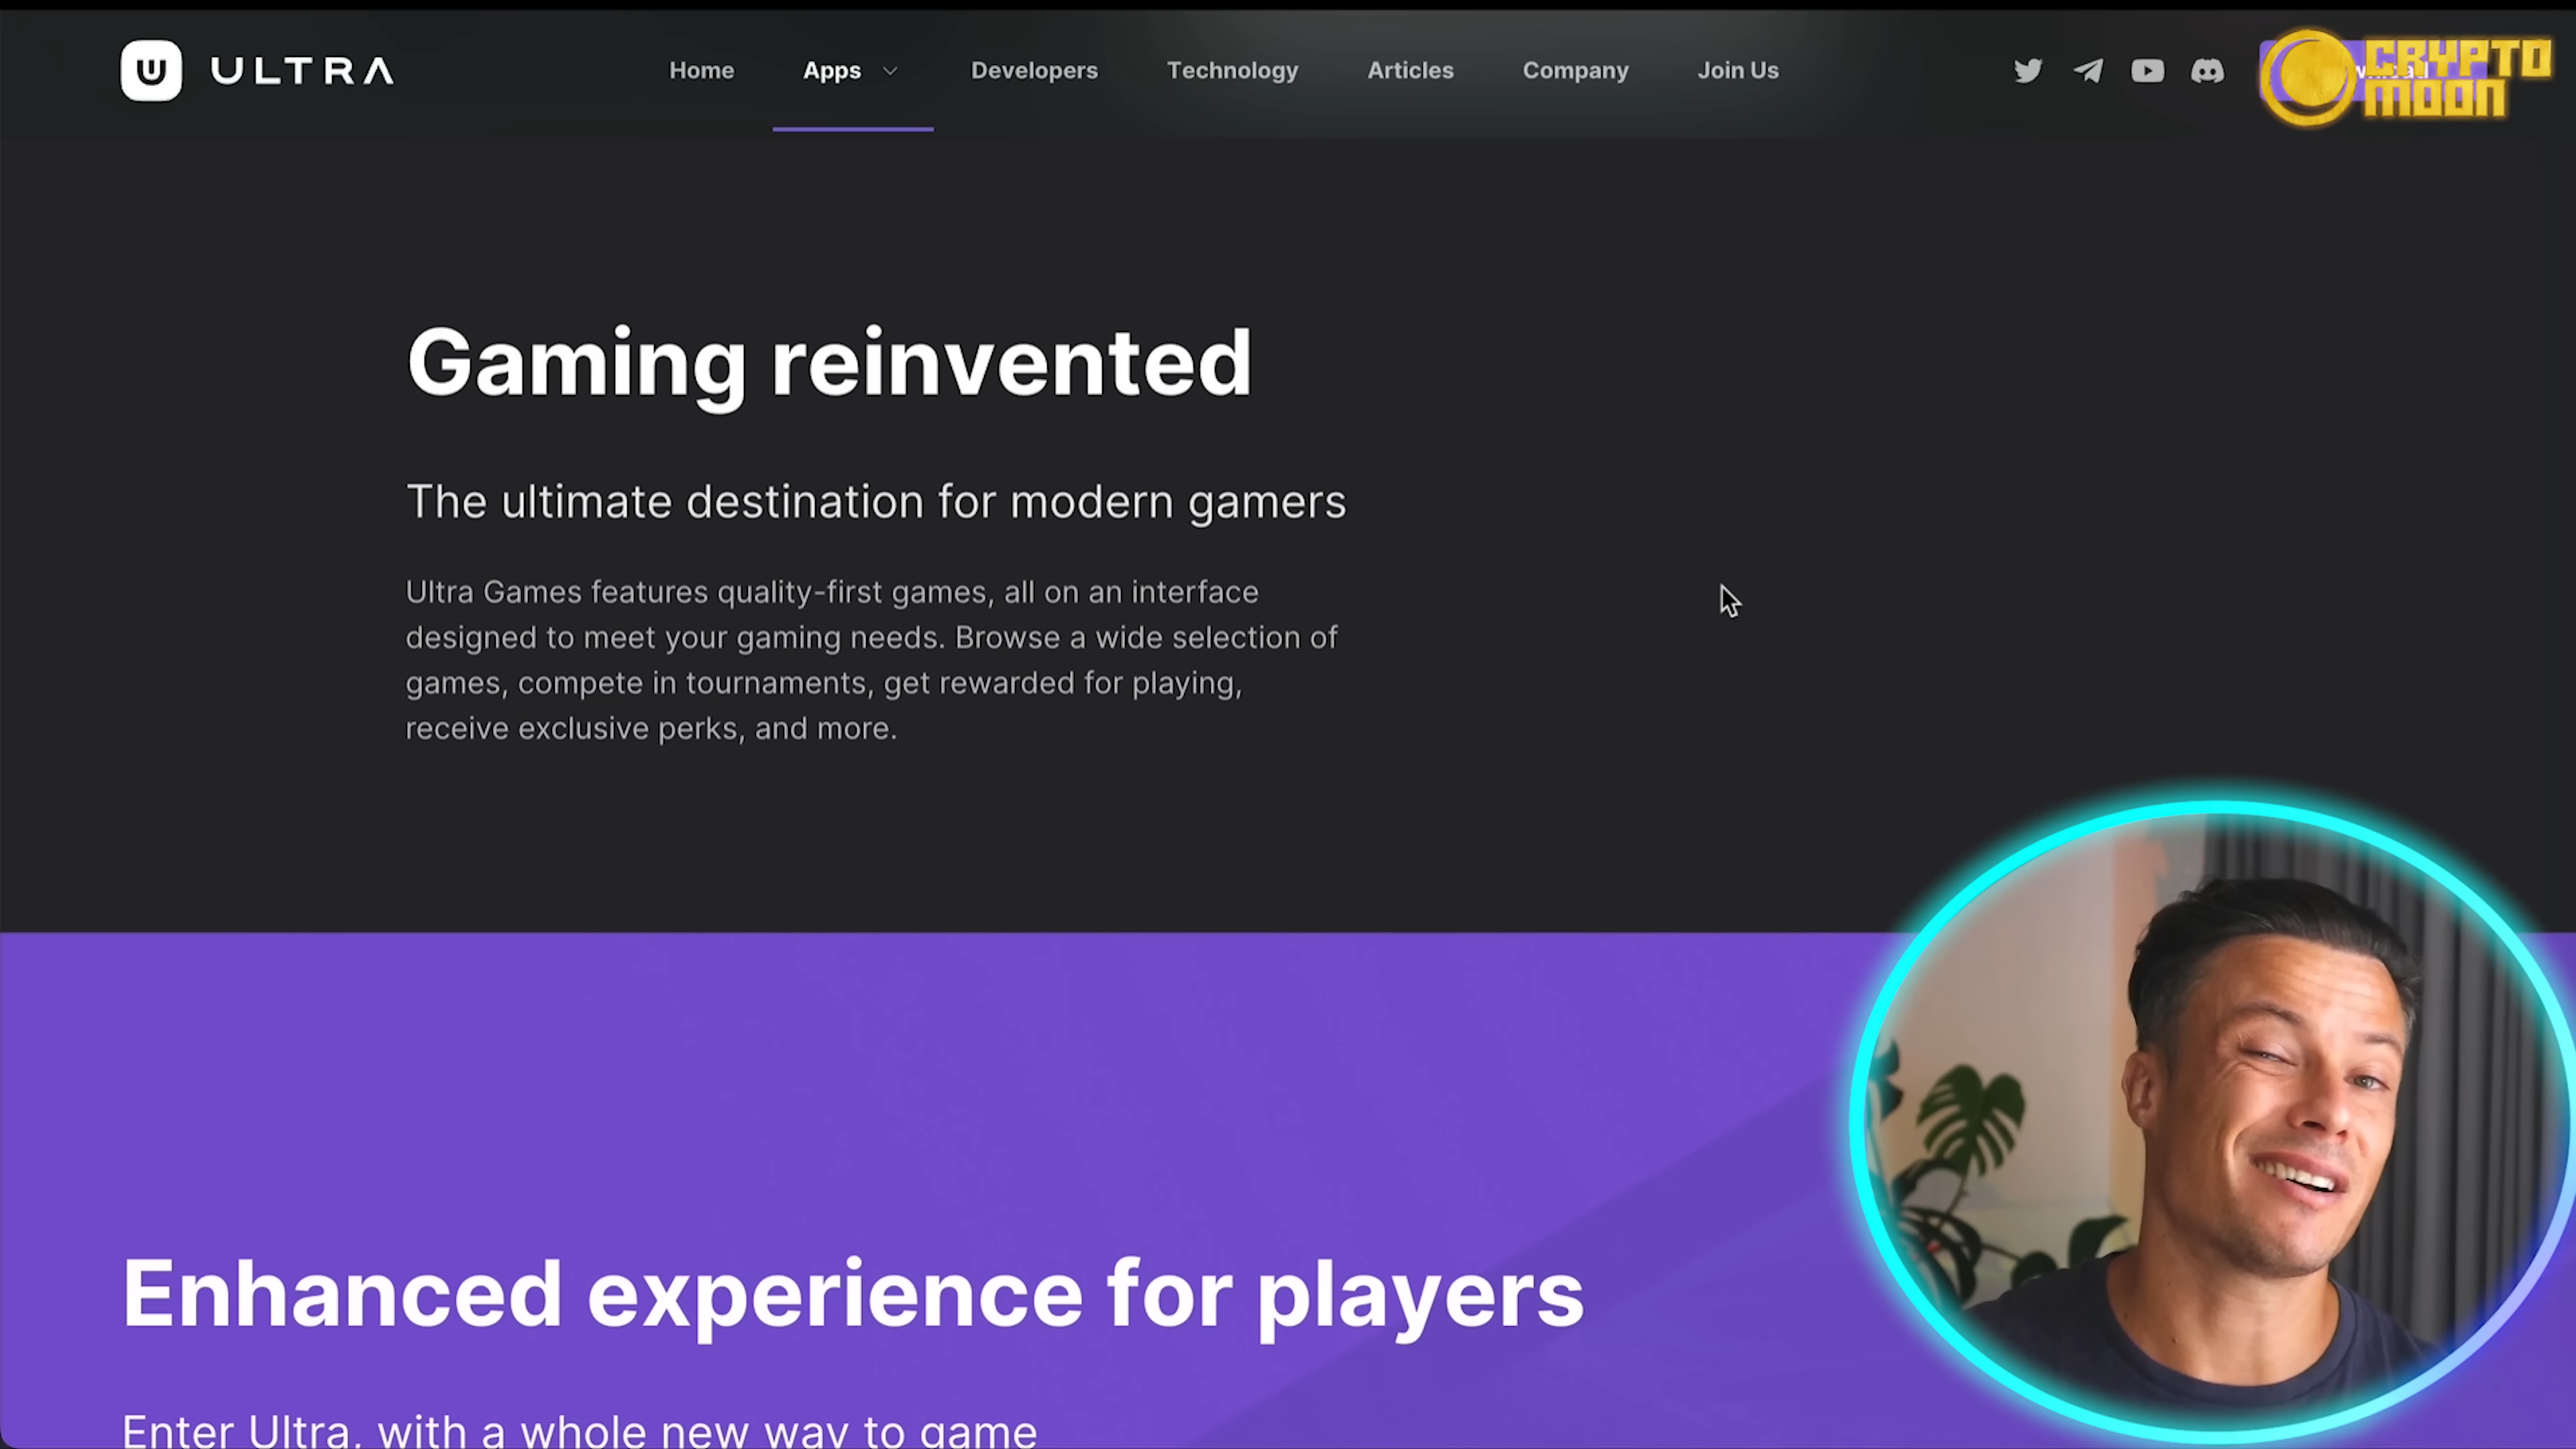 ULTRA
Home
Apps
Developers
Technology
Articles
Company
Join Us
CRYPTO
MOON
Gaming reinvented
The ultimate destination for modern gamers
Ultra Games features quality-first games, all on an interface
designed to meet your gaming needs. Browse a wide selection of
games, compete in tournaments, get rewarded for playing,
receive exclusive perks, and more.
Enhanced experience for players
Enter Ultra, with a whole new way to game